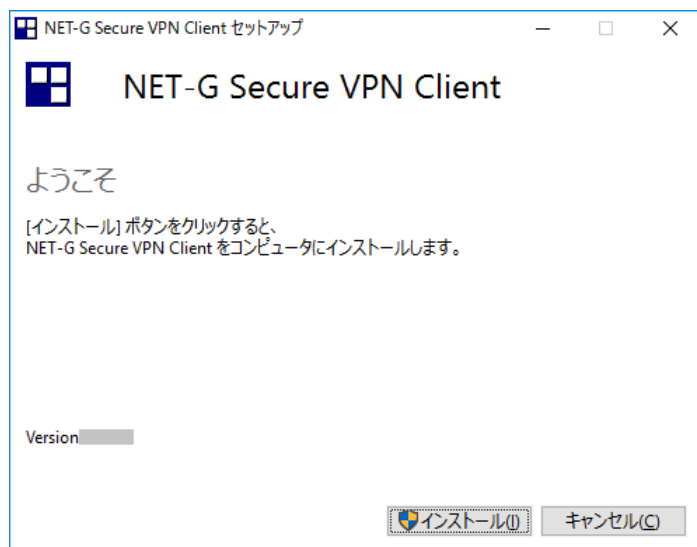 NET-G Secure VPN Client セットアップ
NET-G Secure VPN Client
ようこそ
[インストール] ボタンをクリックすると、
NET-G Secure VPN Client をコンピュータにインストールします。
Version
インストール(I) キャンセル(C)